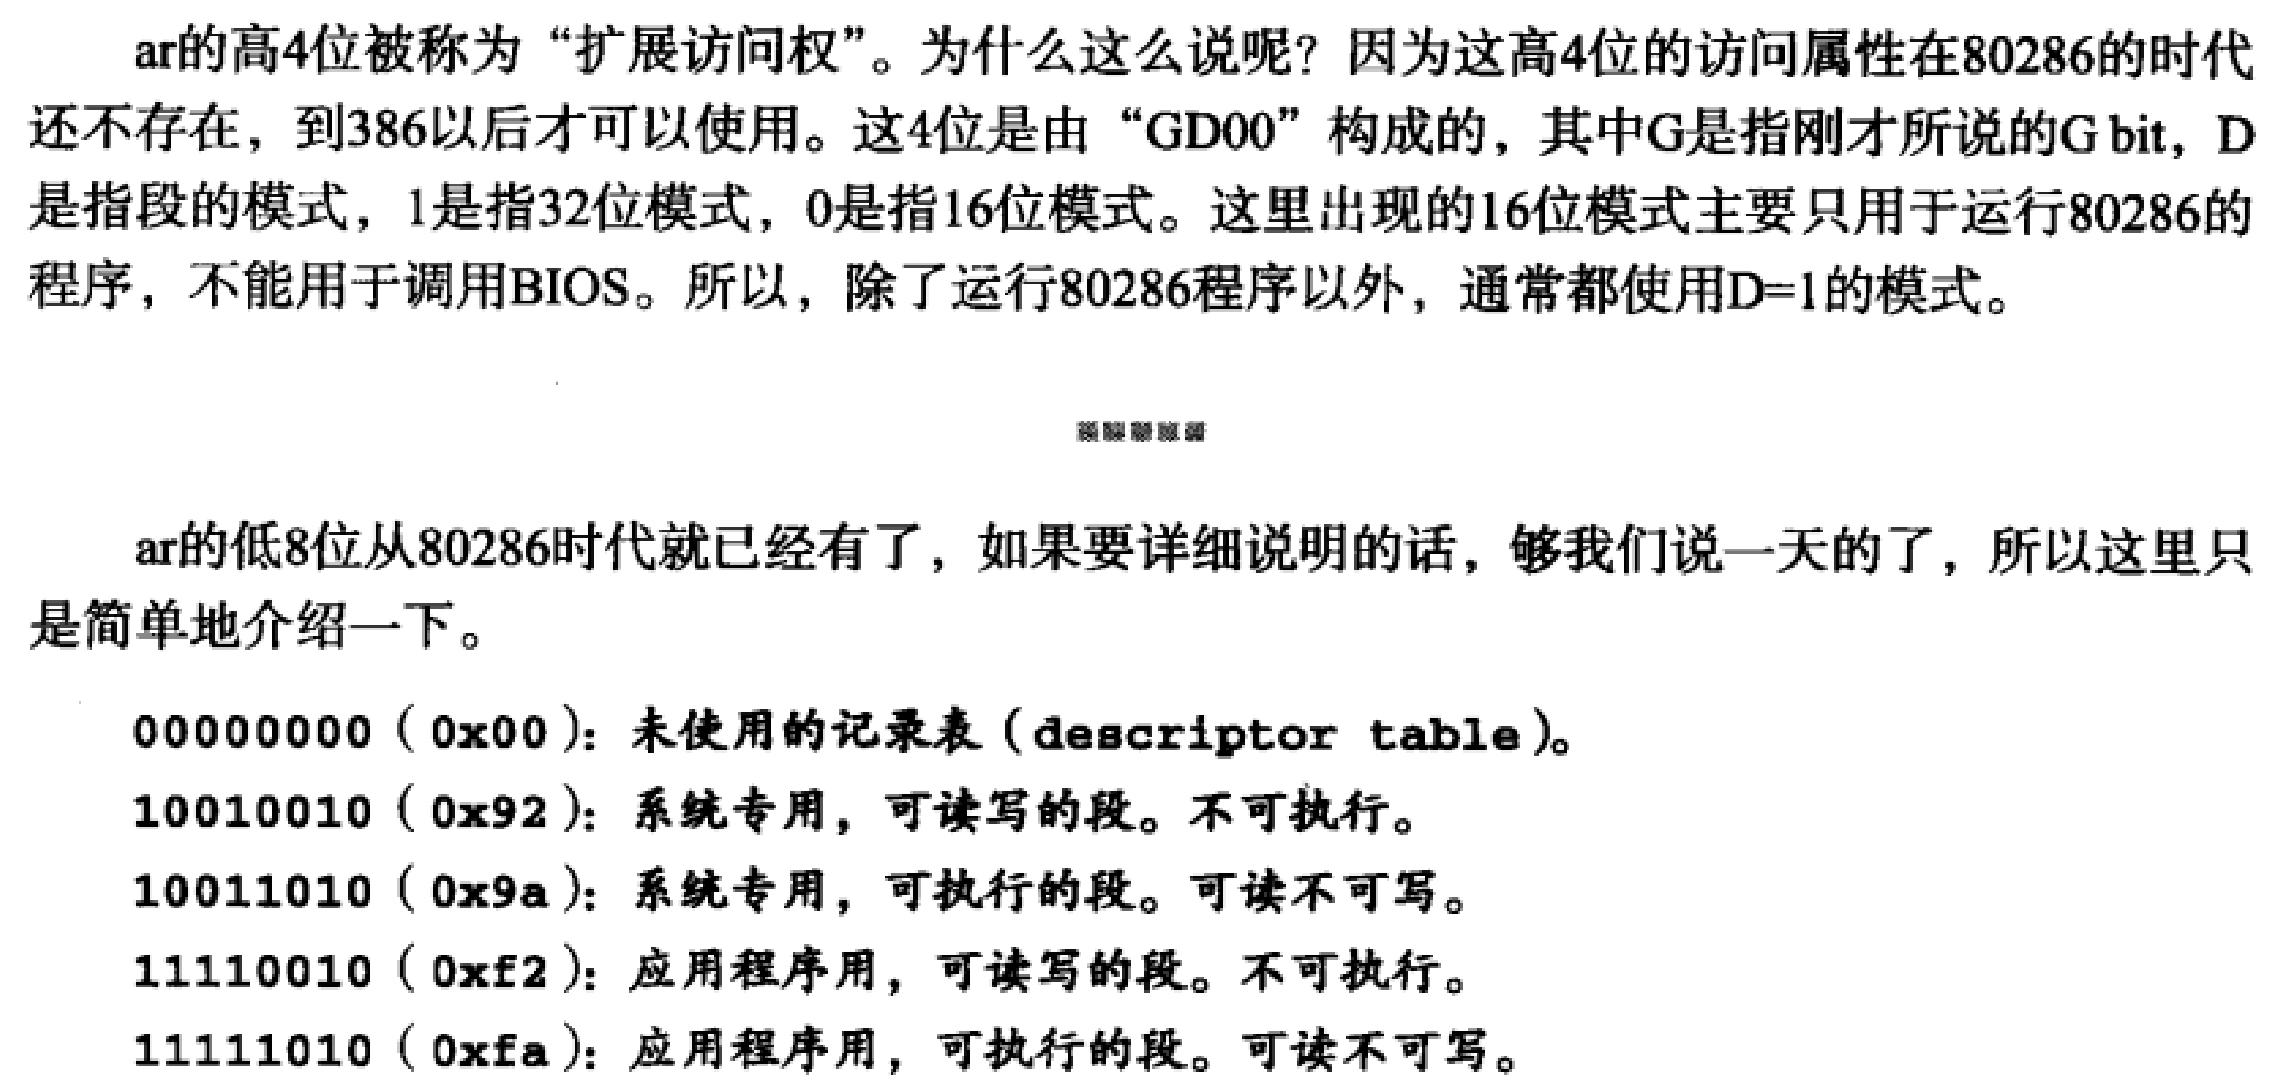 ar的高4位被称为“扩展访问权”。为什么这么说呢？因为这高4位的访问属性在80286的时代
还不存在，到386以后才可以使用。这4位是由“GD00”构成的，其中G是指刚才所说的G bit，D
是指段的模式，1是指32位模式，0是指16位模式。这里出现的16位模式主要只用于运行80286的
程序，不能用于调用BIOS。所以，除了运行80286程序以外，通常都使用D=1的模式。
ar的低8位从80286时代就已经有了，如果要详细说明的话，够我们说一天的了，所以这里只
是简单地介绍一下。
00000000（0x00）：未使用的记录表（descriptor table）。
10010010（0x92）：系统专用，可读写的段。不可执行。
10011010（0x9a）：系统专用，可执行的段。可读不可写。
11110010（0xf2）：应用程序用，可读写的段。不可执行。
11111010（0xfa）：应用程序用，可执行的段。可读不可写。